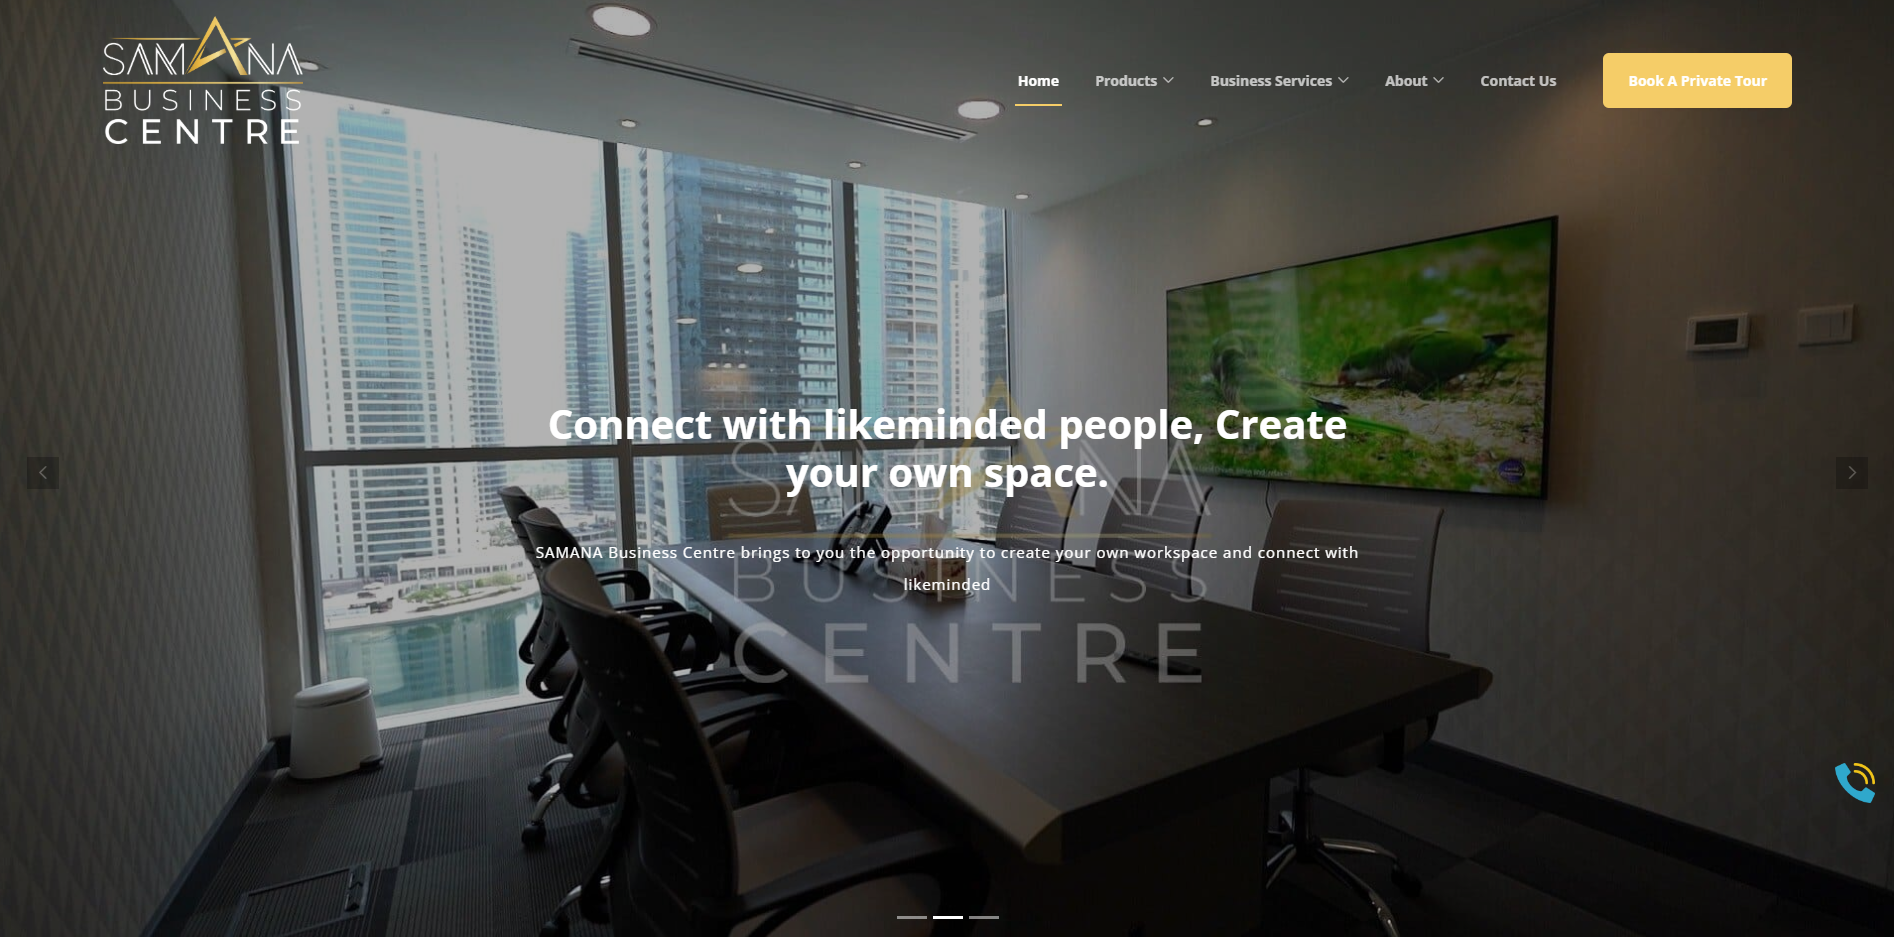 SAMANA
BUSINESS
CENTRE
Home
Products
Business Services
About
Contact Us
Book A Private Tour
Connect with likeminded people, Create
your own space.
SAMANA Business Centre brings to you the opportunity to create your own workspace and connect with
likeminded
SAMANA
BUSINESS
CENTRE